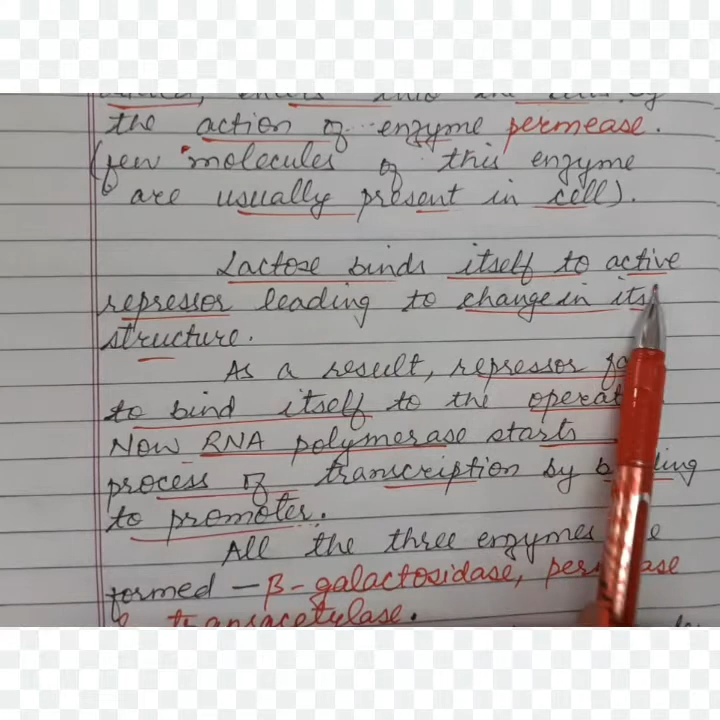 the action of enzyme permease.
(few molecules of this enzyme
are usually present in cell).
Lactose binds itself to active
repressor leading to change in its
structure.
As a result, repressor
to bind itself to the
Now RNA polymerase starts
process of transcription by
to promoter.
All the three enzymes
formed - β-galactosidase,
& transacetylase.